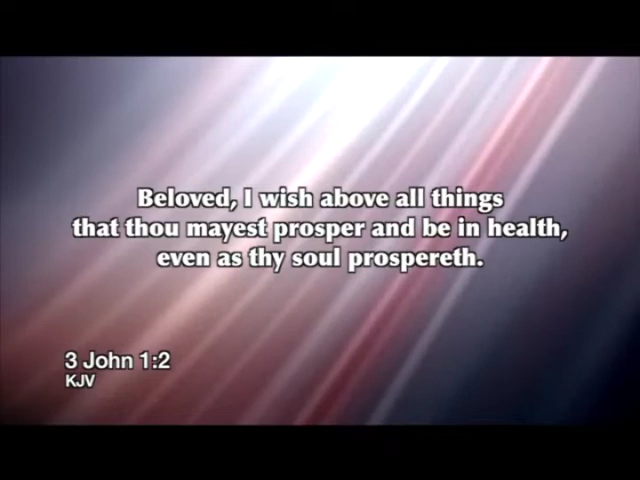 Beloved, I wish above all things
that thou mayest prosper and be in health,
even as thy soul prospereth.
3 John 1:2
KJV